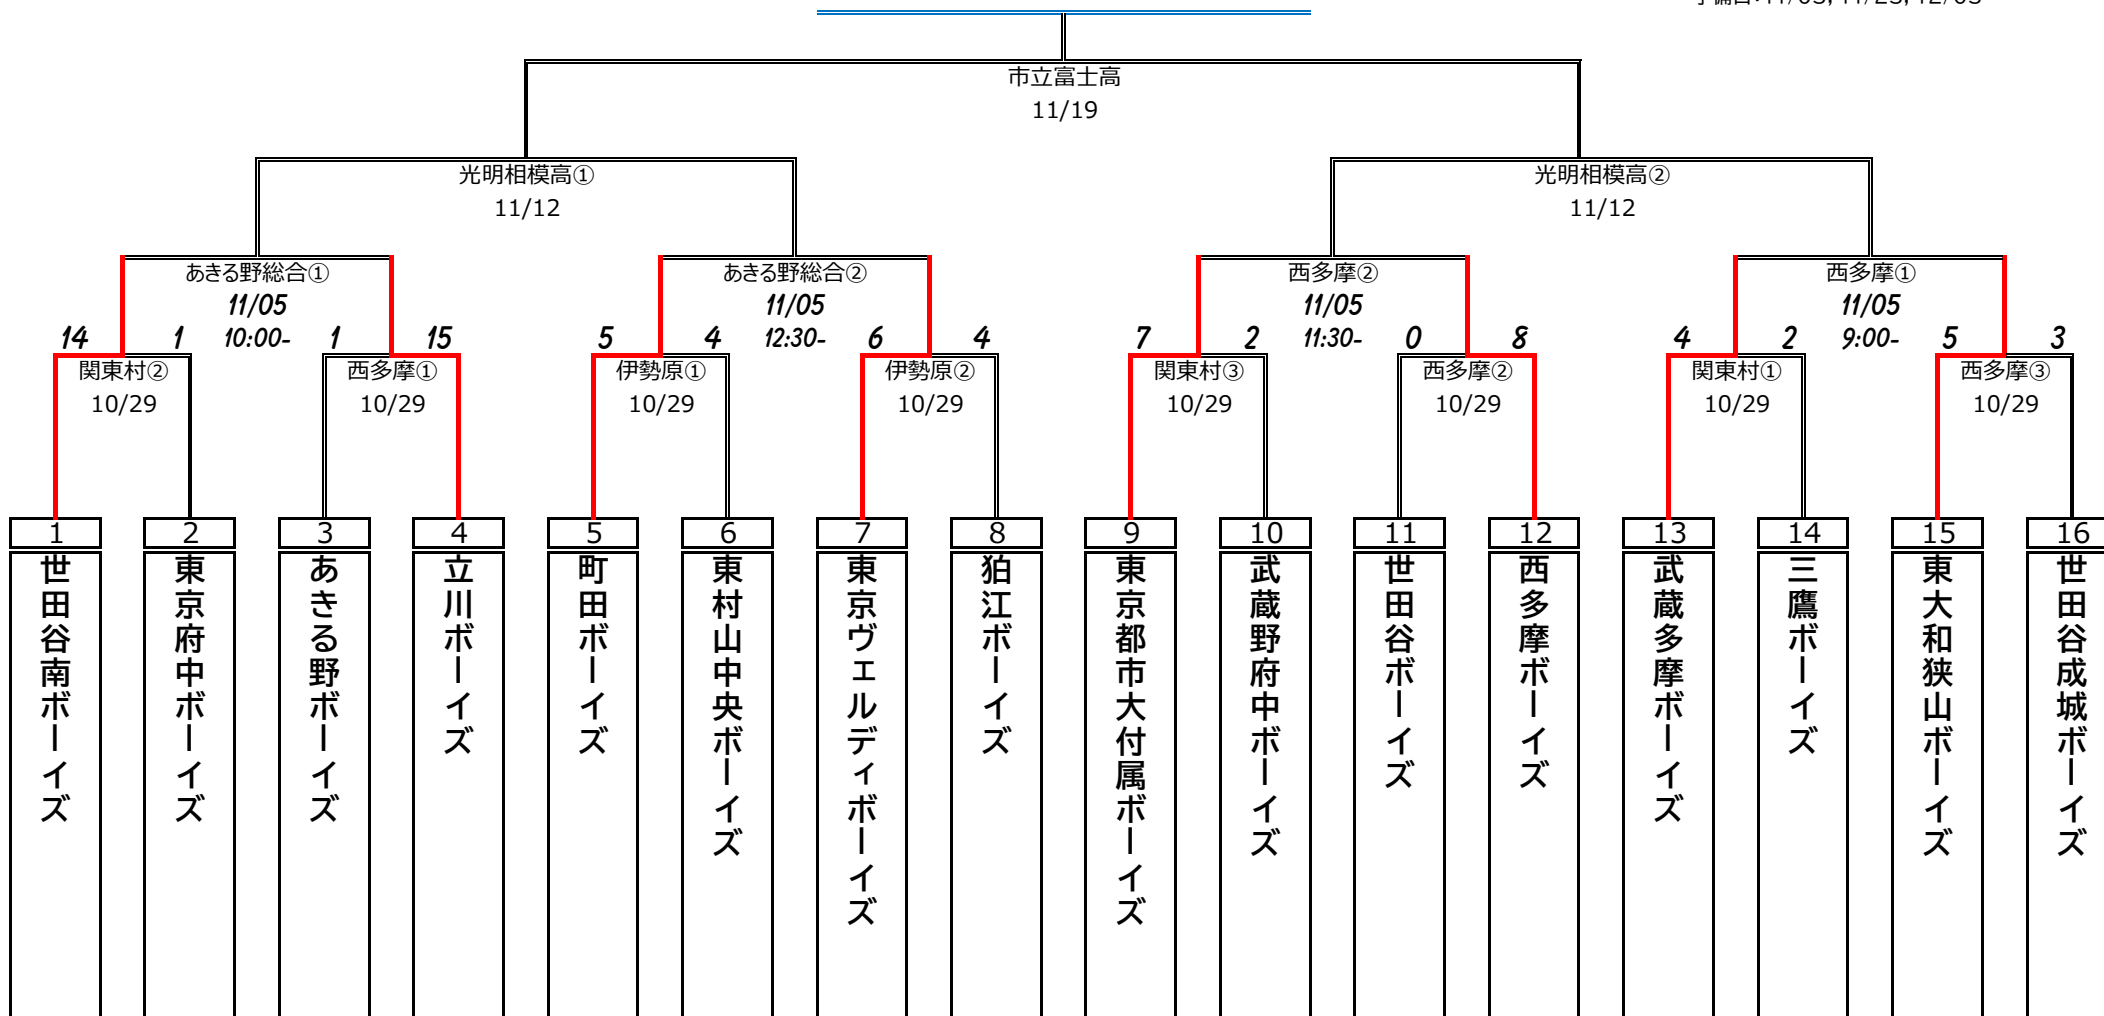 市立富士高
11/19
光明相模高①
11/12
光明相模高②
11/12
あきる野総合①
11/05
10:00-
あきる野総合②
11/05
12:30-
西多摩②
11/05
11:30-
西多摩①
11/05
9:00-
14 1 1 15 5 4 6 4 7 2 0 8 4 2 5 3
関東村② 西多摩① 伊勢原① 伊勢原② 関東村③ 西多摩② 関東村① 西多摩③
10/29 10/29 10/29 10/29 10/29 10/29 10/29 10/29
1 2 3 4 5 6 7 8 9 10 11 12 13 14 15 16
世田谷南ボーイズ
東京府中ボーイズ
あきる野ボーイズ
立川ボーイズ
町田ボーイズ
東村山中央ボーイズ
東京ヴェルディボーイズ
狛江ボーイズ
東京都市大付属ボーイズ
武蔵野府中ボーイズ
世田谷ボーイズ
西多摩ボーイズ
武蔵多摩ボーイズ
三鷹ボーイズ
東大和狭山ボーイズ
世田谷成城ボーイズ